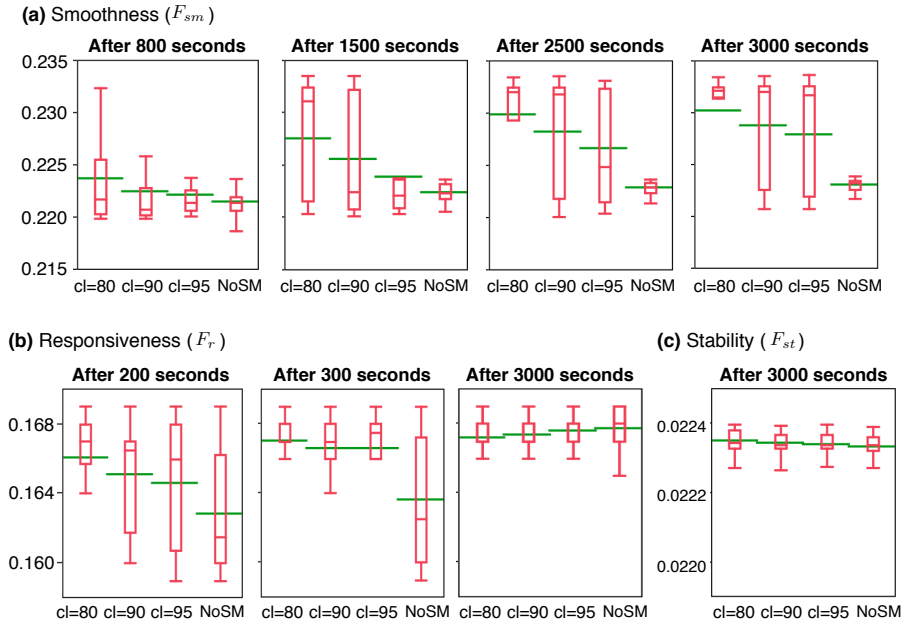 (a) Smoothness (F_sm)
After 800 seconds After 1500 seconds After 2500 seconds After 3000 seconds
0.235
0.230
0.225
0.220
0.215
cl=80 cl=90 cl=95 NoSM cl=80 cl=90 cl=95 NoSM cl=80 cl=90 cl=95 NoSM cl=80 cl=90 cl=95 NoSM
(b) Responsiveness (F_r) (c) Stability (F_st)
After 200 seconds After 300 seconds After 3000 seconds After 3000 seconds
0.168 0.0224
0.164 0.0222
0.160 0.0220
cl=80 cl=90 cl=95 NoSM cl=80 cl=90 cl=95 NoSM cl=80 cl=90 cl=95 NoSM cl=80 cl=90 cl=95 NoSM